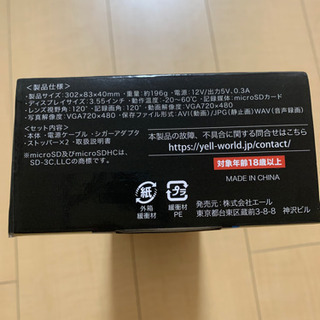 ＜製品仕様＞
・製品サイズ：302×83×40mm・重量：約196g・電源：12V/出力5V、0.3A
・ディスプレイサイズ：3.55インチ・動作温度：-20~60℃・記録媒体：microSDカード
・レンズ視野角：120°・録画視野角：120°・動画解像度：VGA720×480
・写真解像度：VGA720×480・保存ファイル形式：AVI(動画)/JPG(静止画)WAV(音声録画)
＜セット内容＞
・本体・電源ケーブル・シガーアダプタ
・ストッパー×2・取扱説明書
※microSD及びmicroSDHCは、
SD-3C,LLCの商標です。
本製品の故障、不具合に関する問合せはこちら
https://yell-world.jp/contact/
対象年齢18歳以上
MADE IN CHINA
紙
外箱
緩衝材
プラ
緩衝材
PE
発売元：株式会社エール
東京都台東区蔵前3-8-8 神沢ビル